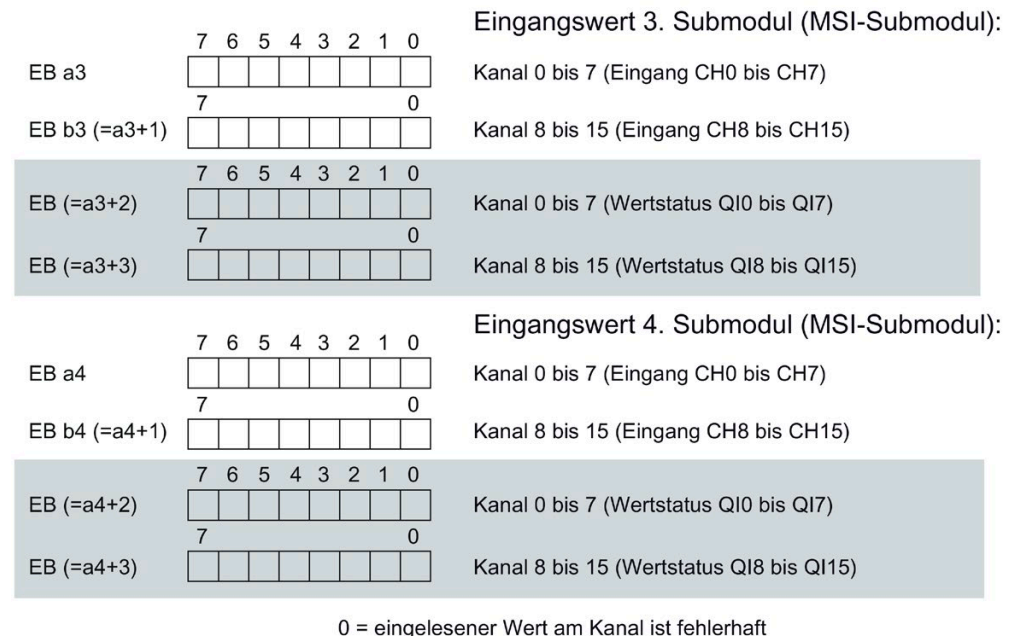 Eingangswert 3. Submodul (MSI-Submodul):
7 6 5 4 3 2 1 0
EB a3 Kanal 0 bis 7 (Eingang CH0 bis CH7)
7 0
EB b3 (=a3+1) Kanal 8 bis 15 (Eingang CH8 bis CH15)
7 6 5 4 3 2 1 0
EB (=a3+2) Kanal 0 bis 7 (Wertstatus QI0 bis QI7)
7 0
EB (=a3+3) Kanal 8 bis 15 (Wertstatus QI8 bis QI15)
Eingangswert 4. Submodul (MSI-Submodul):
7 6 5 4 3 2 1 0
EB a4 Kanal 0 bis 7 (Eingang CH0 bis CH7)
7 0
EB b4 (=a4+1) Kanal 8 bis 15 (Eingang CH8 bis CH15)
7 6 5 4 3 2 1 0
EB (=a4+2) Kanal 0 bis 7 (Wertstatus QI0 bis QI7)
7 0
EB (=a4+3) Kanal 8 bis 15 (Wertstatus QI8 bis QI15)
0 = eingelesener Wert am Kanal ist fehlerhaft